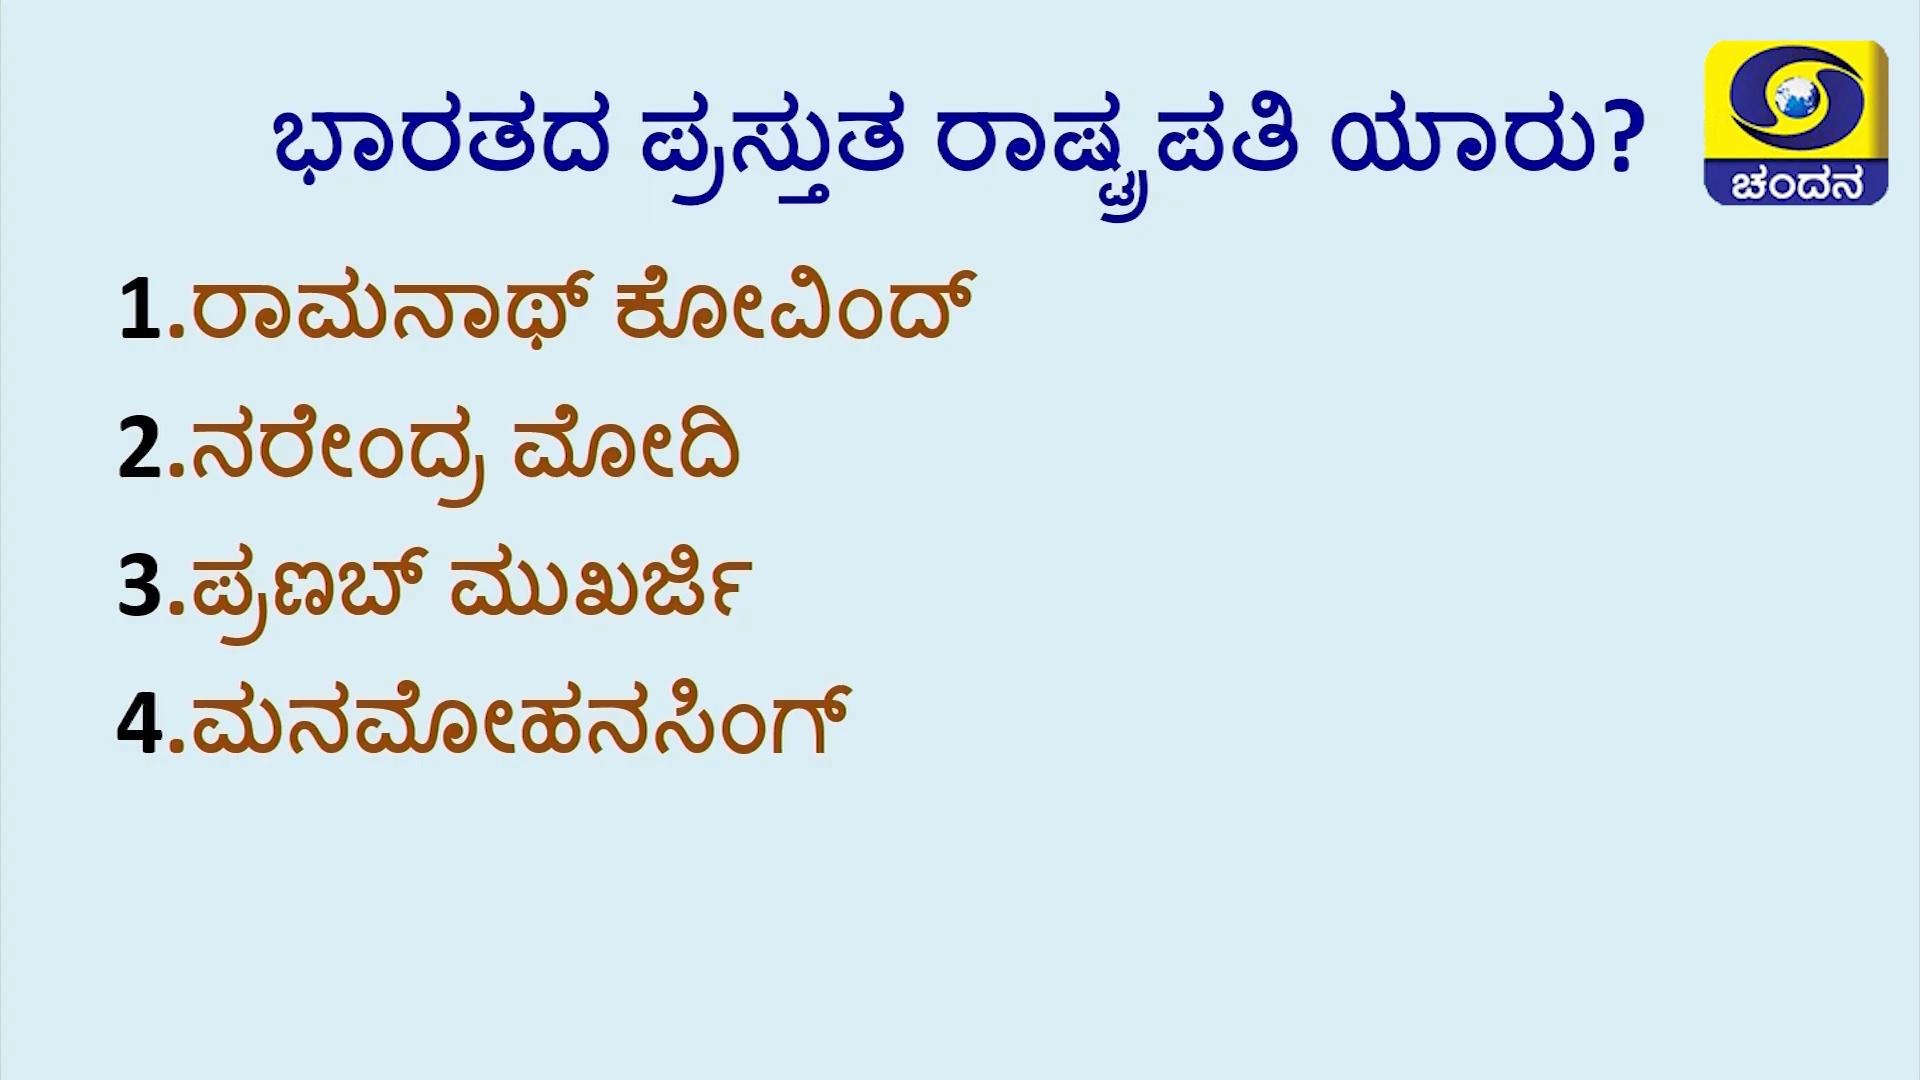 ಭಾರತದ ಪ್ರಸ್ತುತ ರಾಷ್ಟ್ರಪತಿ ಯಾರು?
ಚಂದನ
1.ರಾಮನಾಥ್ ಕೋವಿಂದ್
2.ನರೇಂದ್ರ ಮೋದಿ
3.ಪ್ರಣಬ್ ಮುಖರ್ಜಿ
4.ಮನಮೋಹನಸಿಂಗ್